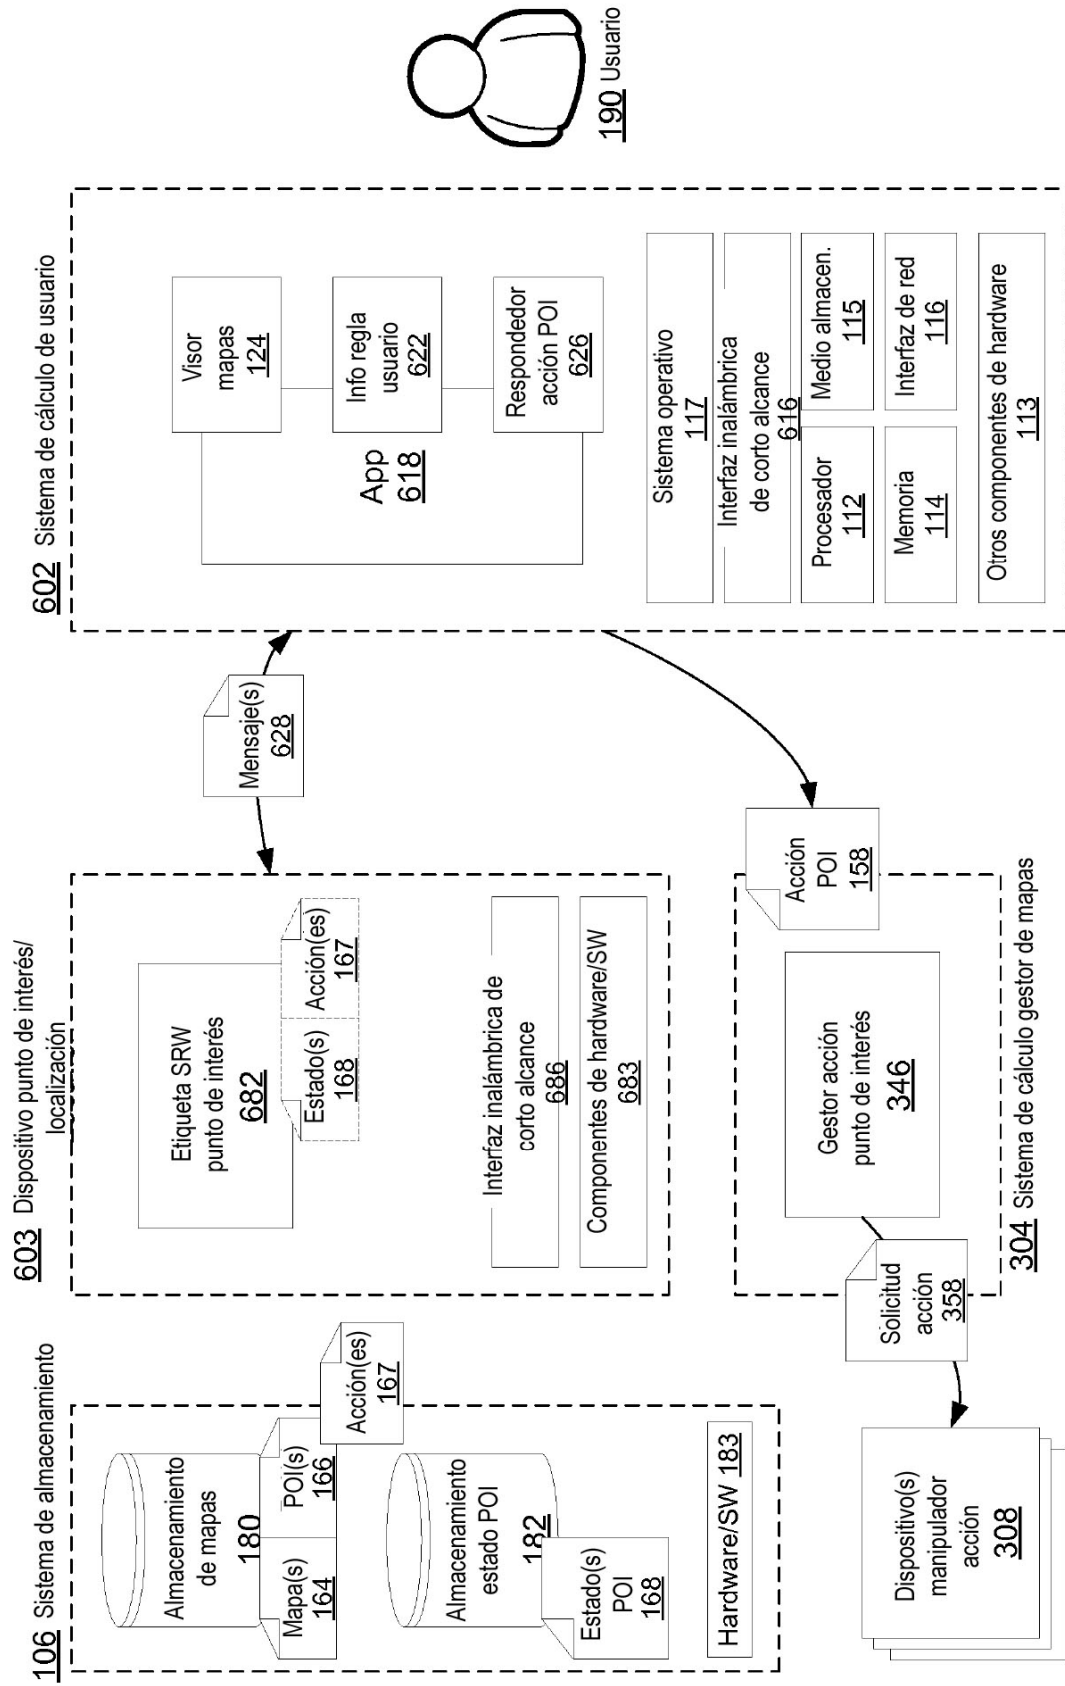 106 Sistema de almacenamiento
Almacenamiento
de mapas
180
Mapa(s)
164
POI(s)
166
Acción(es)
167
Almacenamiento
estado POI
182
Estado(s)
POI
168
Hardware/SW 183
603 Dispositivo punto de interés/
localización
Etiqueta SRW
punto de interés
682
Estado(s)
168
Acción(es)
167
Interfaz inalámbrica de
corto alcance
686
Componentes de hardware/SW
683
Mensaje(s)
628
602 Sistema de cálculo de usuario
Visor
mapas
124
Info regla
usuario
622
Respondedor
acción POI
626
App
618
Sistema operativo
117
Interfaz inalámbrica
de corto alcance
616
Procesador
112
Medio almacen.
115
Memoria
114
Interfaz de red
116
Otros componentes de hardware
113
190 Usuario
Acción
POI
158
Gestor acción
punto de interés
346
304 Sistema de cálculo gestor de mapas
Solicitud
acción
358
Dispositivo(s)
manipulador
acción
308